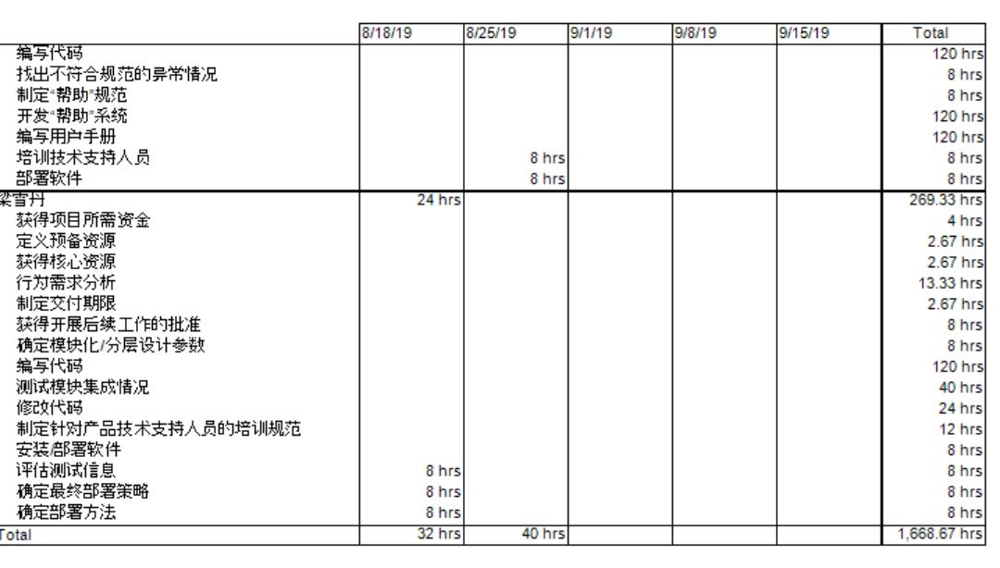 8/18/19 8/25/19 9/1/19 9/8/19 9/15/19 Total
编写代码 120 hrs
找出不符合规范的异常情况 8 hrs
制定“帮助”规范 8 hrs
开发“帮助”系统 120 hrs
编写用户手册 120 hrs
培训技术支持人员 8 hrs 8 hrs
部署软件 8 hrs 8 hrs
梁雪丹 24 hrs 269.33 hrs
获得项目所需资金 4 hrs
定义预备资源 2.67 hrs
获得核心资源 2.67 hrs
行为需求分析 13.33 hrs
制定交付期限 2.67 hrs
获得开展后续工作的批准 8 hrs
确定模块化/分层设计参数 8 hrs
编写代码 120 hrs
测试模块集成情况 40 hrs
修改代码 24 hrs
制定针对产品技术支持人员的培训规范 12 hrs
安装/部署软件 8 hrs
评估测试信息 8 hrs 8 hrs
确定最终部署策略 8 hrs 8 hrs
确定部署方法 8 hrs 8 hrs
Total 32 hrs 40 hrs 1,668.67 hrs